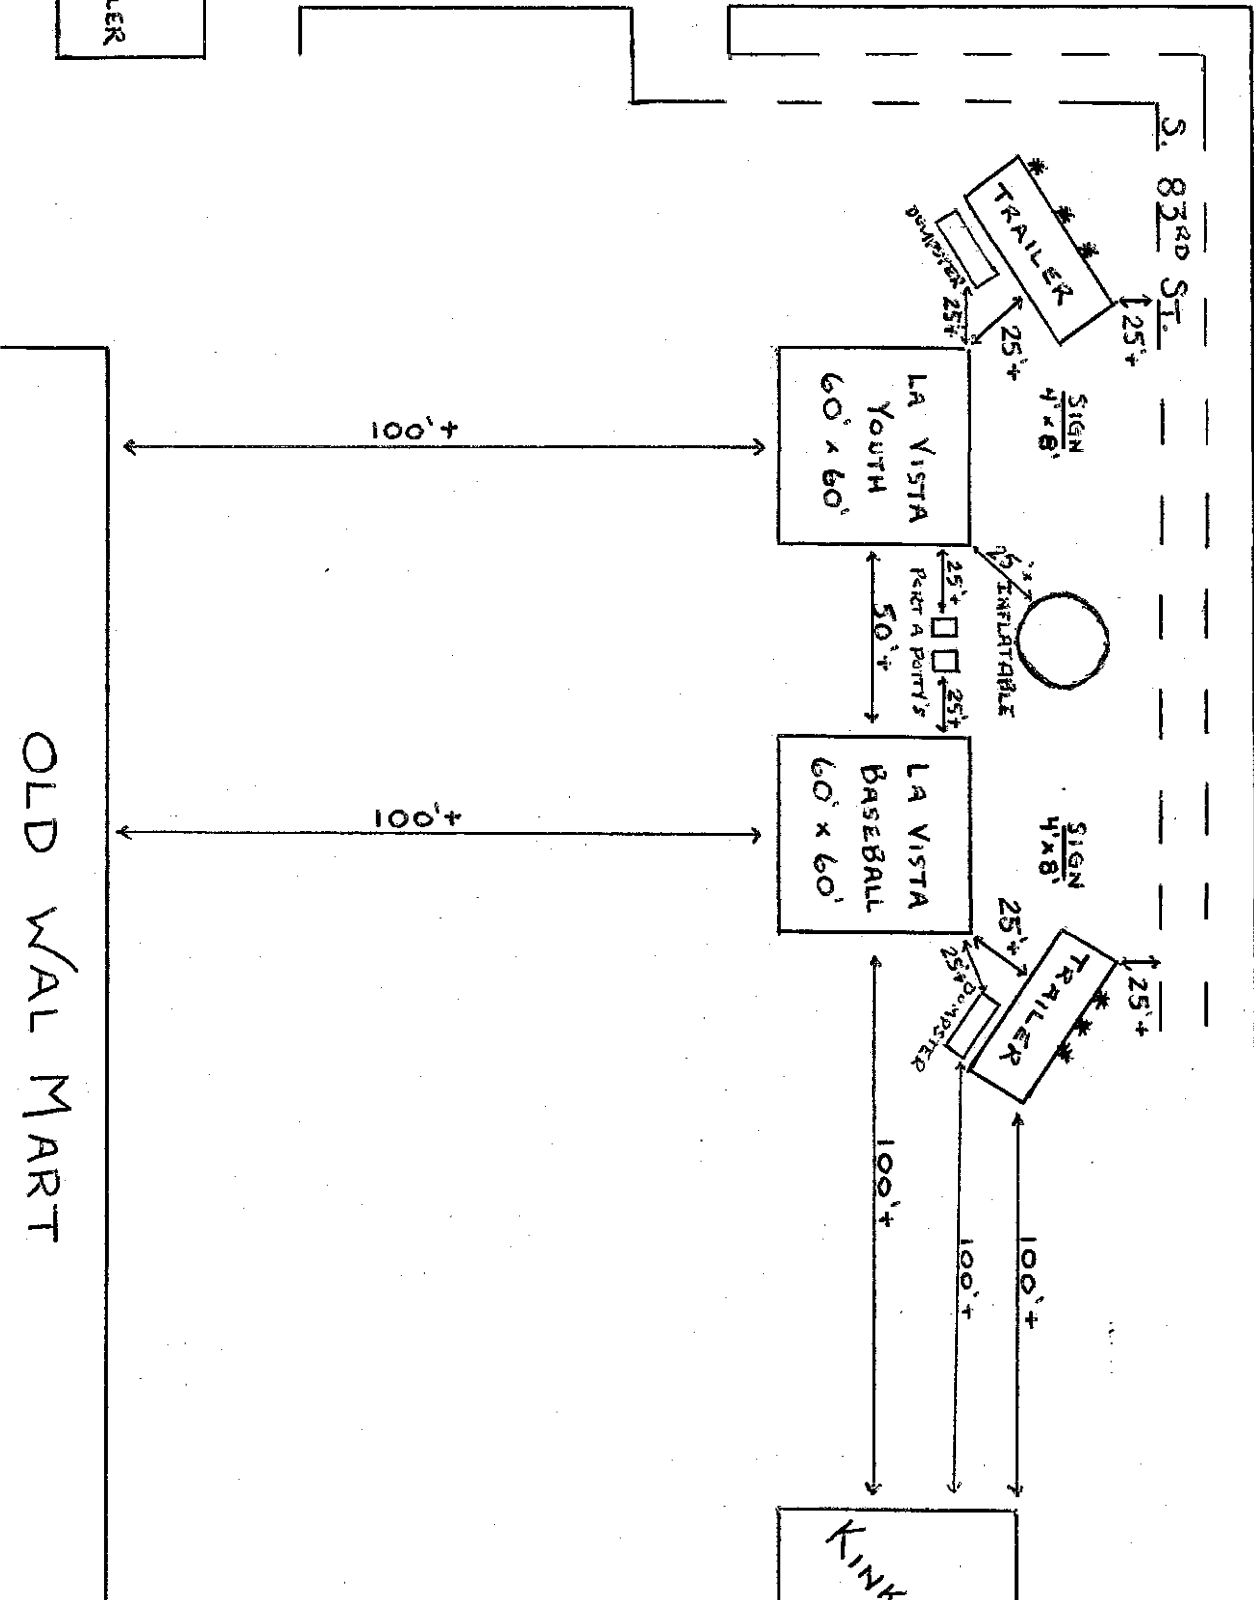 LER
S. 83RD ST.
TRAILER
DUMPSTER
25'+
25'+
25'+
SIGN
4' x 8'
LA VISTA
YOUTH
60' x 60'
100'+
25'+
INFLATABLE
25'+
PORT A POTTY'S
25'+
50'+
SIGN
4' x 8'
LA VISTA
BASEBALL
60' x 60'
100'+
25'+
TRAILER
25'+
25'+
DUMPSTER
100'+
100'+
100'+
OLD WAL MART
KINK